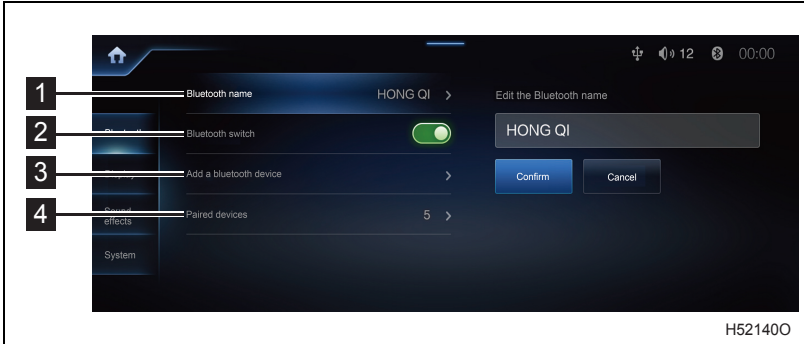 12 00:00
1 Bluetooth name HONG QI > Edit the Bluetooth name
2 Bluetooth switch HONG QI
3 Add a bluetooth device > Confirm Cancel
4 Paired devices 5 >
effects
System
H52140O